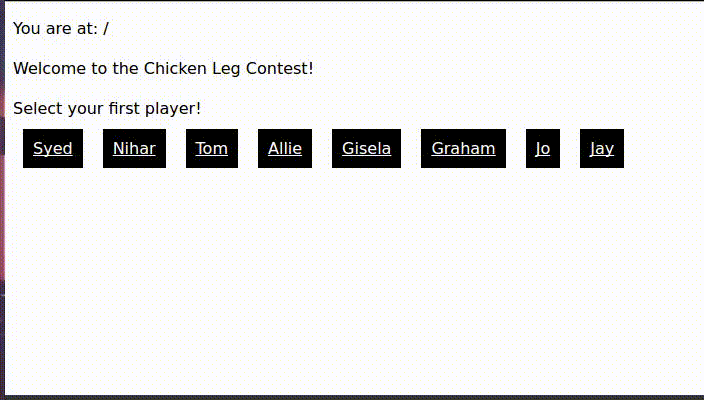 You are at: /
Welcome to the Chicken Leg Contest!
Select your first player!
Syed Nihar Tom Allie Gisela Graham Jo Jay